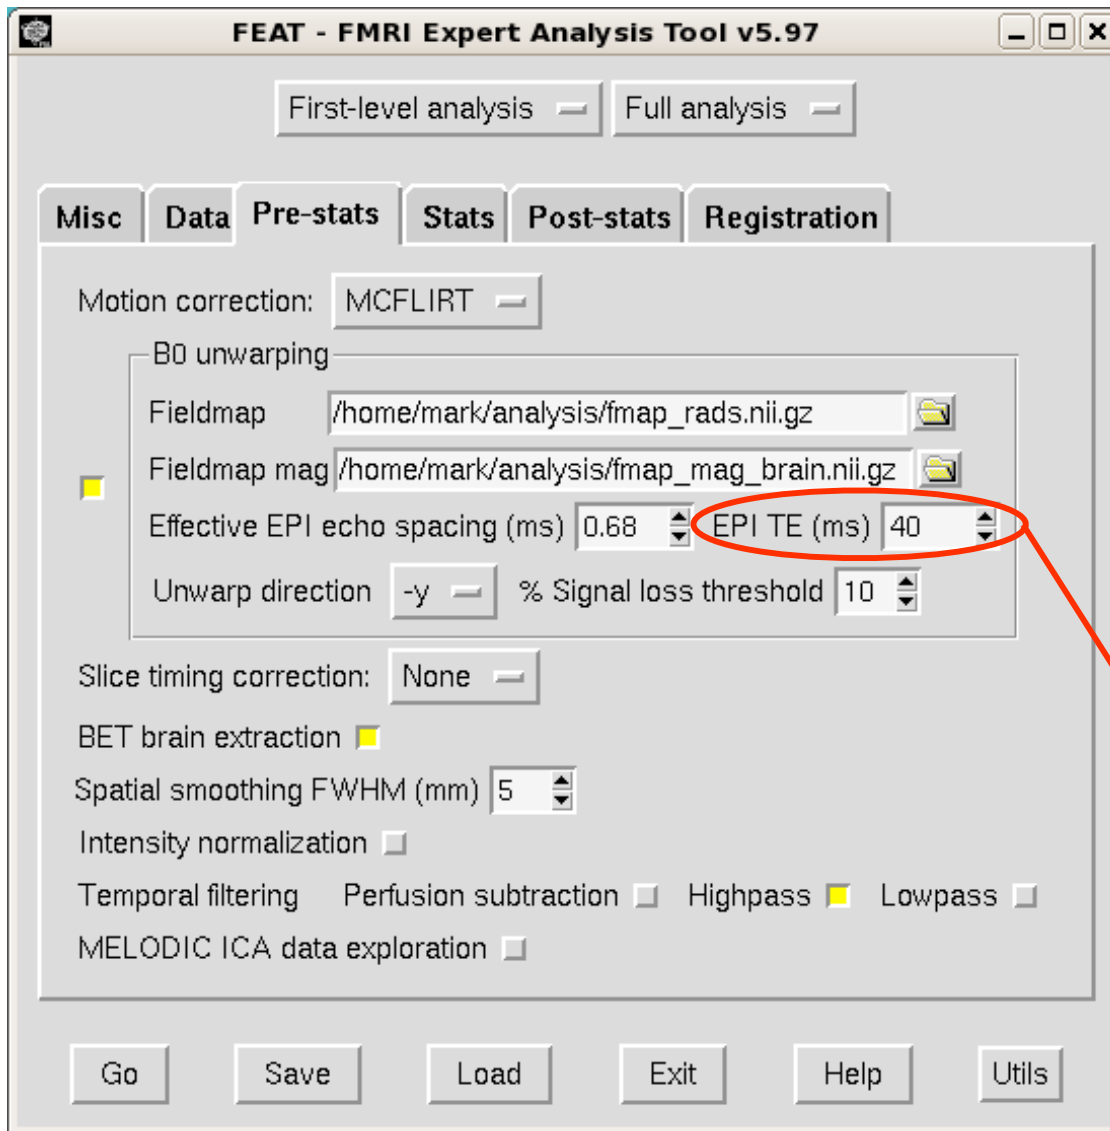 FEAT - FMRI Expert Analysis Tool v5.97
First-level analysis Full analysis
Misc Data Pre-stats Stats Post-stats Registration
Motion correction: MCFLIRT
B0 unwarping
Fieldmap /home/mark/analysis/fmap_rads.nii.gz
Fieldmap mag /home/mark/analysis/fmap_mag_brain.nii.gz
Effective EPI echo spacing (ms) 0.68 EPI TE (ms) 40
Unwarp direction -y % Signal loss threshold 10
Slice timing correction: None
BET brain extraction
Spatial smoothing FWHM (mm) 5
Intensity normalization
Temporal filtering Perfusion subtraction Highpass Lowpass
MELODIC ICA data exploration
Go Save Load Exit Help Utils